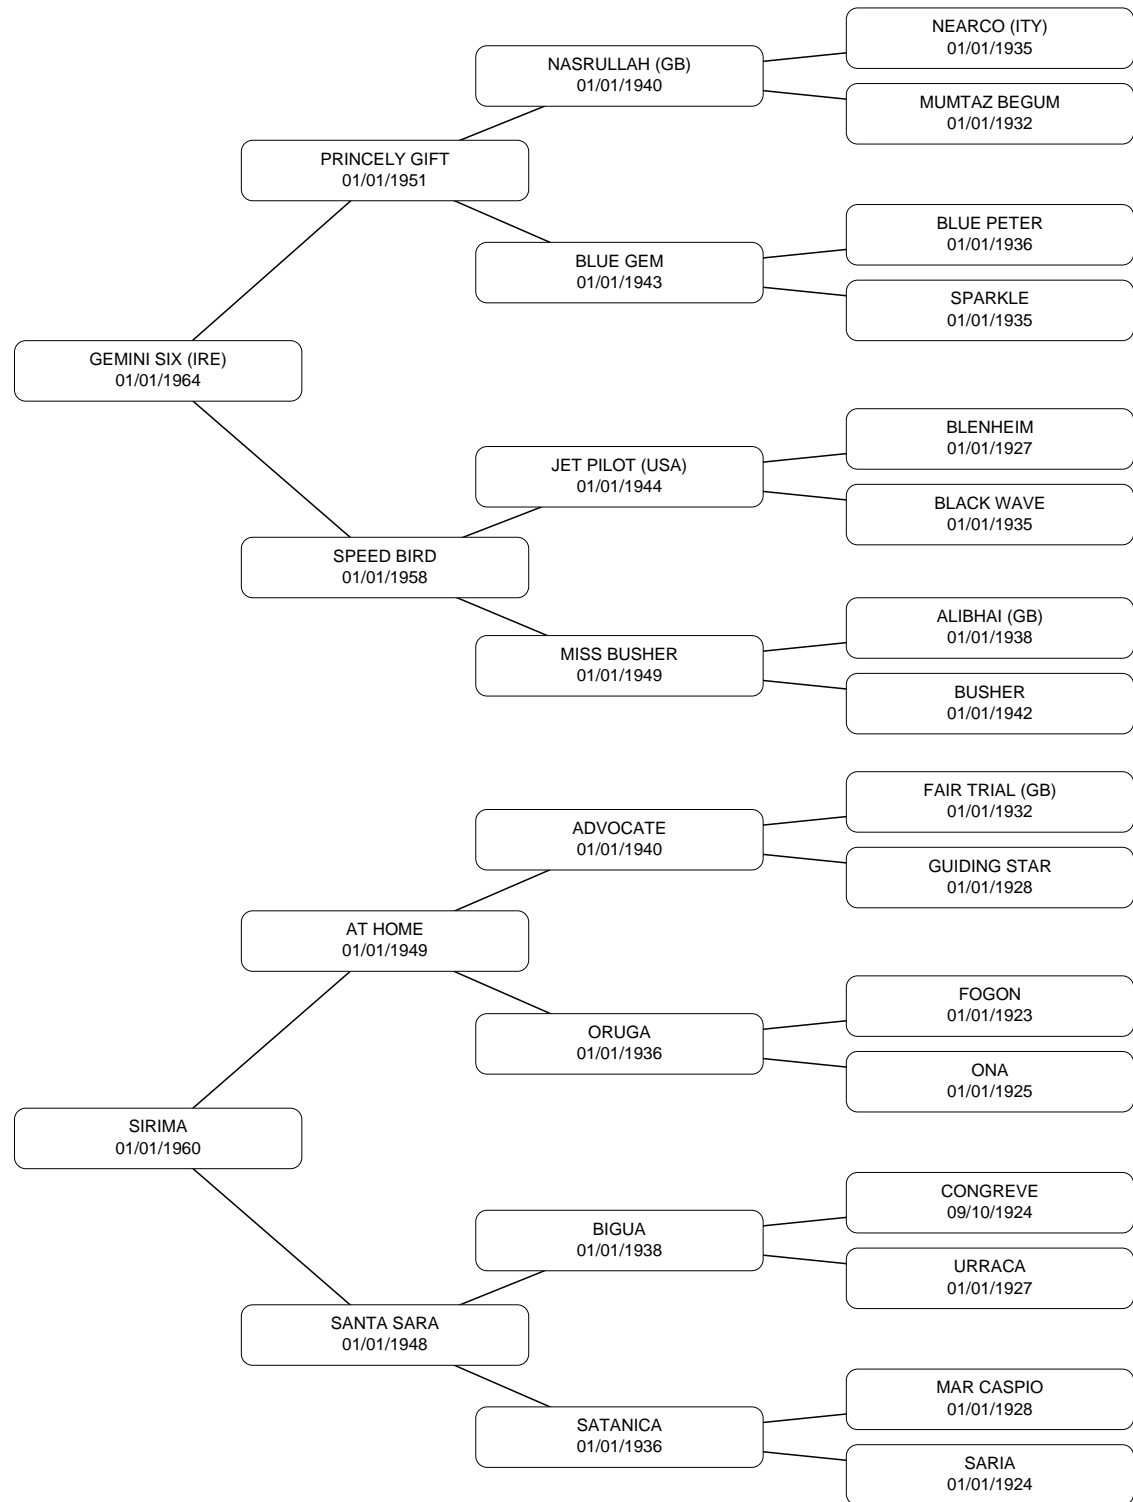 NEARCO (ITY)
01/01/1935
NASRULLAH (GB)
01/01/1940
MUMTAZ BEGUM
01/01/1932
PRINCELY GIFT
01/01/1951
BLUE PETER
01/01/1936
BLUE GEM
01/01/1943
SPARKLE
01/01/1935
GEMINI SIX (IRE)
01/01/1964
BLENHEIM
01/01/1927
JET PILOT (USA)
01/01/1944
BLACK WAVE
01/01/1935
SPEED BIRD
01/01/1958
ALIBHAI (GB)
01/01/1938
MISS BUSHER
01/01/1949
BUSHER
01/01/1942
FAIR TRIAL (GB)
01/01/1932
ADVOCATE
01/01/1940
GUIDING STAR
01/01/1928
AT HOME
01/01/1949
FOGON
01/01/1923
ORUGA
01/01/1936
ONA
01/01/1925
SIRIMA
01/01/1960
CONGREVE
09/10/1924
BIGUA
01/01/1938
URRACA
01/01/1927
SANTA SARA
01/01/1948
MAR CASPIO
01/01/1928
SATANICA
01/01/1936
SARIA
01/01/1924